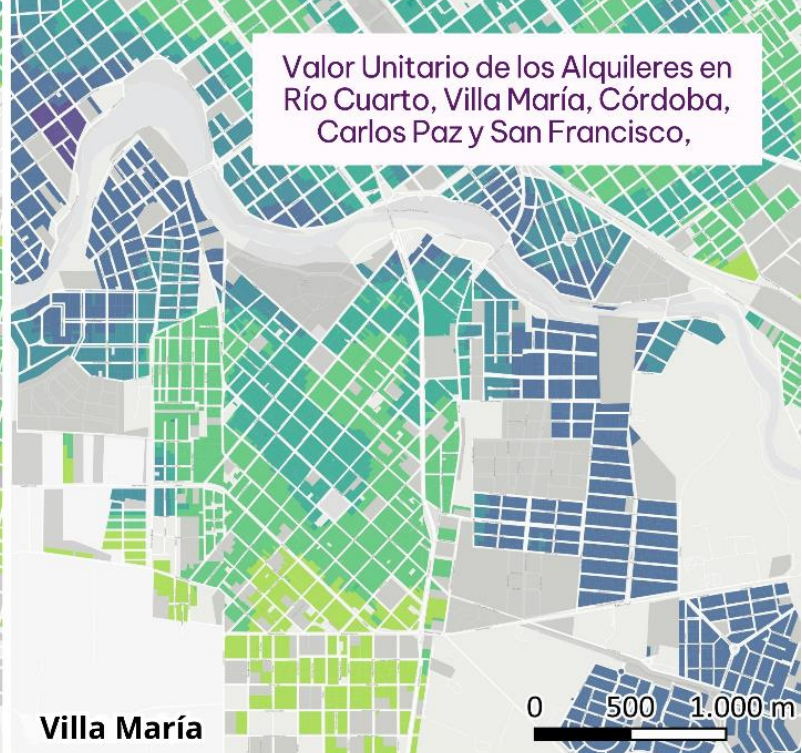 Valor Unitario de los Alquileres en
Río Cuarto, Villa María, Córdoba,
Carlos Paz y San Francisco,
Villa María
0 500 1.000 m